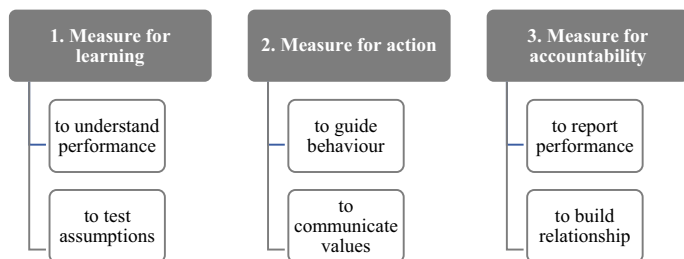 1. Measure for
learning
to understand
performance
to test
assumptions
2. Measure for action
to guide
behaviour
to
communicate
values
3. Measure for
accountability
to report
performance
to build
relationship